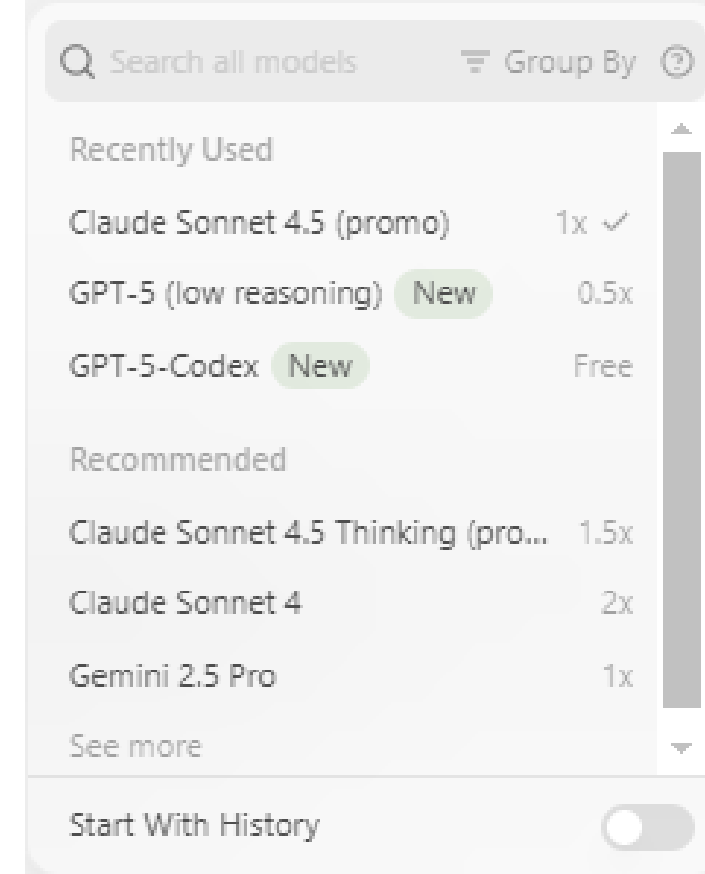 Search all models Group By ?
Recently Used
Claude Sonnet 4.5 (promo) 1x
GPT-5 (low reasoning) New 0.5x
GPT-5-Codex New Free
Recommended
Claude Sonnet 4.5 Thinking (pro... 1.5x
Claude Sonnet 4 2x
Gemini 2.5 Pro 1x
See more
Start With History